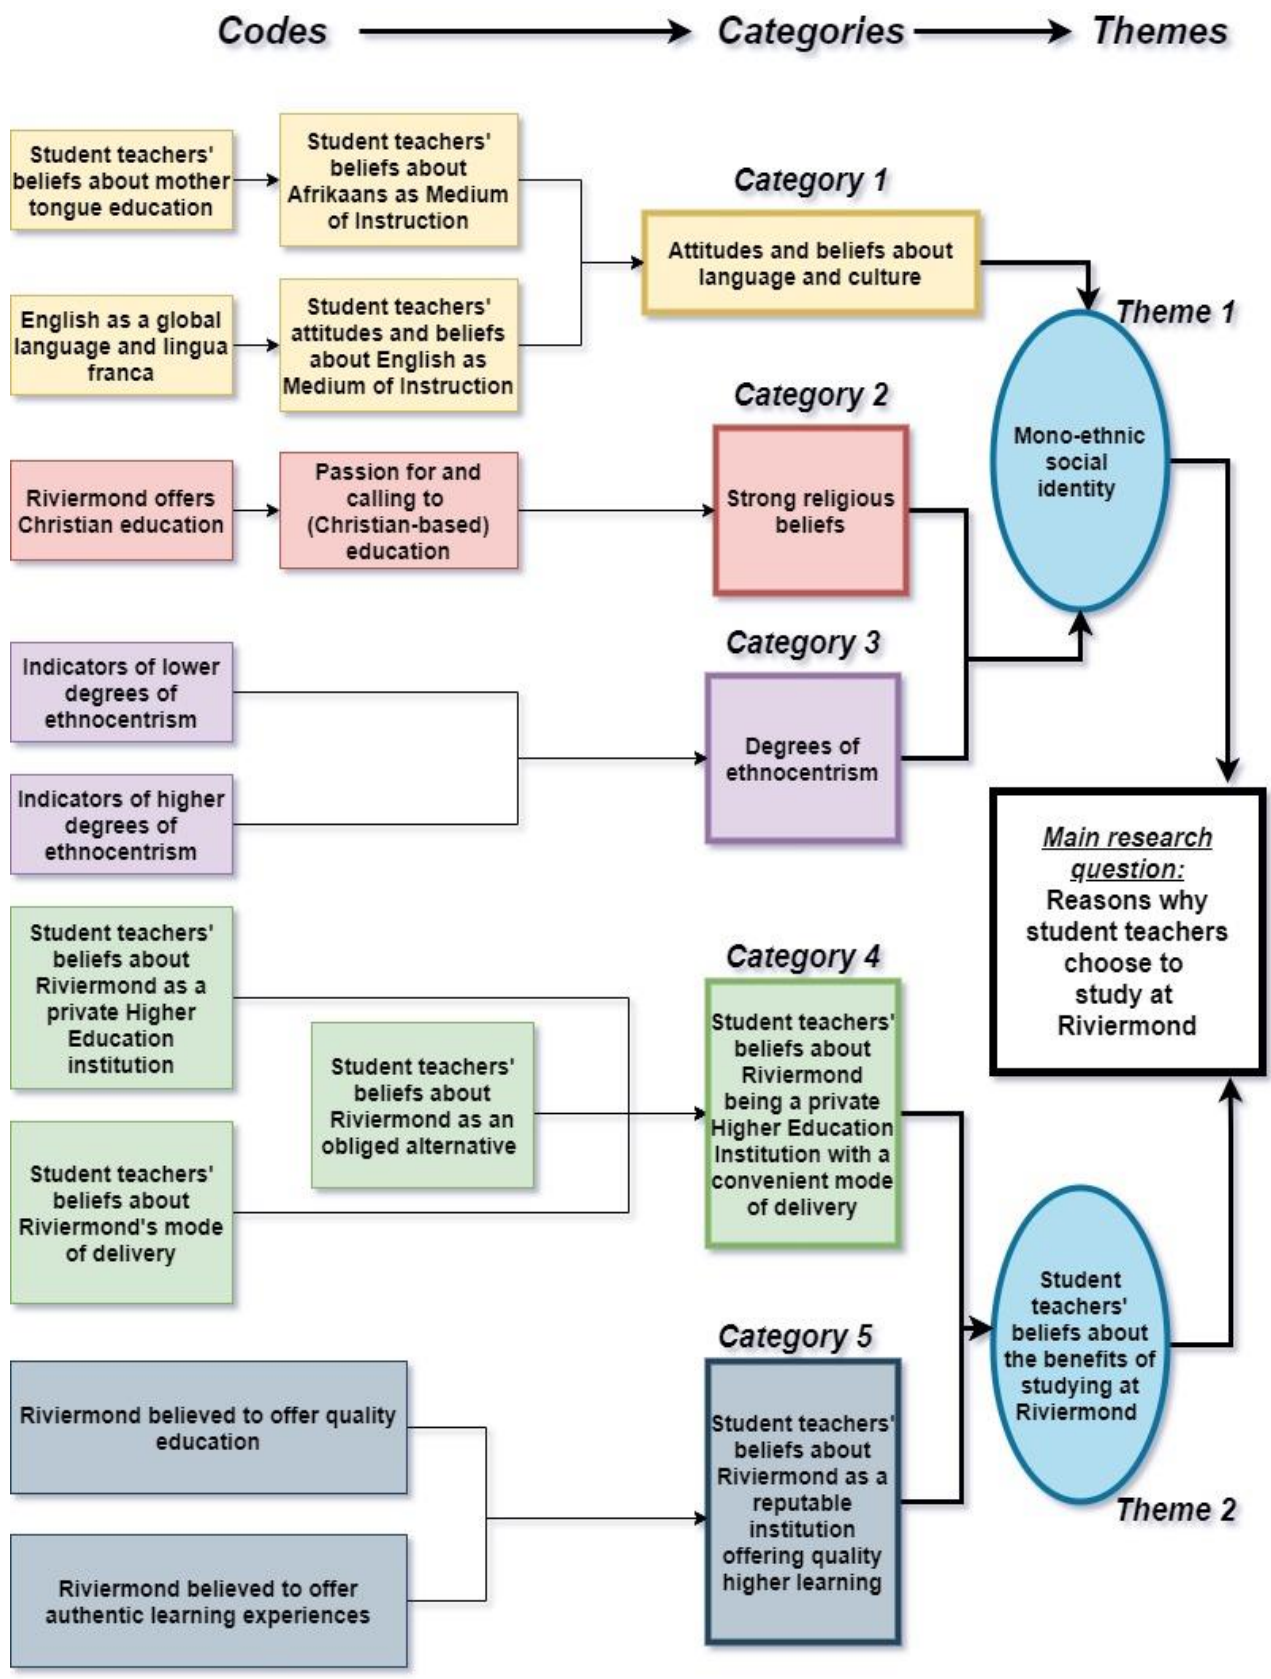 Codes
Categories
Themes
Student teachers'
beliefs about mother
tongue education
Student teachers'
beliefs about
Afrikaans as Medium
of Instruction
English as a global
language and lingua
franca
Student teachers'
attitudes and beliefs
about English as
Medium of Instruction
Category 1
Attitudes and beliefs about
language and culture
Riviermond offers
Christian education
Passion for and
calling to
(Christian-based)
education
Category 2
Strong religious
beliefs
Indicators of lower
degrees of
ethnocentrism
Indicators of higher
degrees of
ethnocentrism
Category 3
Degrees of
ethnocentrism
Theme 1
Mono-ethnic
social
identity
Student teachers'
beliefs about
Riviermond as a
private Higher
Education
institution
Student teachers'
beliefs about
Riviermond as an
obliged alternative
Student teachers'
beliefs about
Riviermond's mode
of delivery
Category 4
Student teachers'
beliefs about
Riviermond
being a private
Higher Education
Institution with a
convenient mode
of delivery
Riviermond believed to offer quality
education
Riviermond believed to offer
authentic learning experiences
Category 5
Student teachers'
beliefs about
Riviermond as a
reputable
institution
offering quality
higher learning
Student
teachers'
beliefs about
the benefits of
studying at
Riviermond
Theme 2
Main research
question:
Reasons why
student teachers
choose to
study at
Riviermond